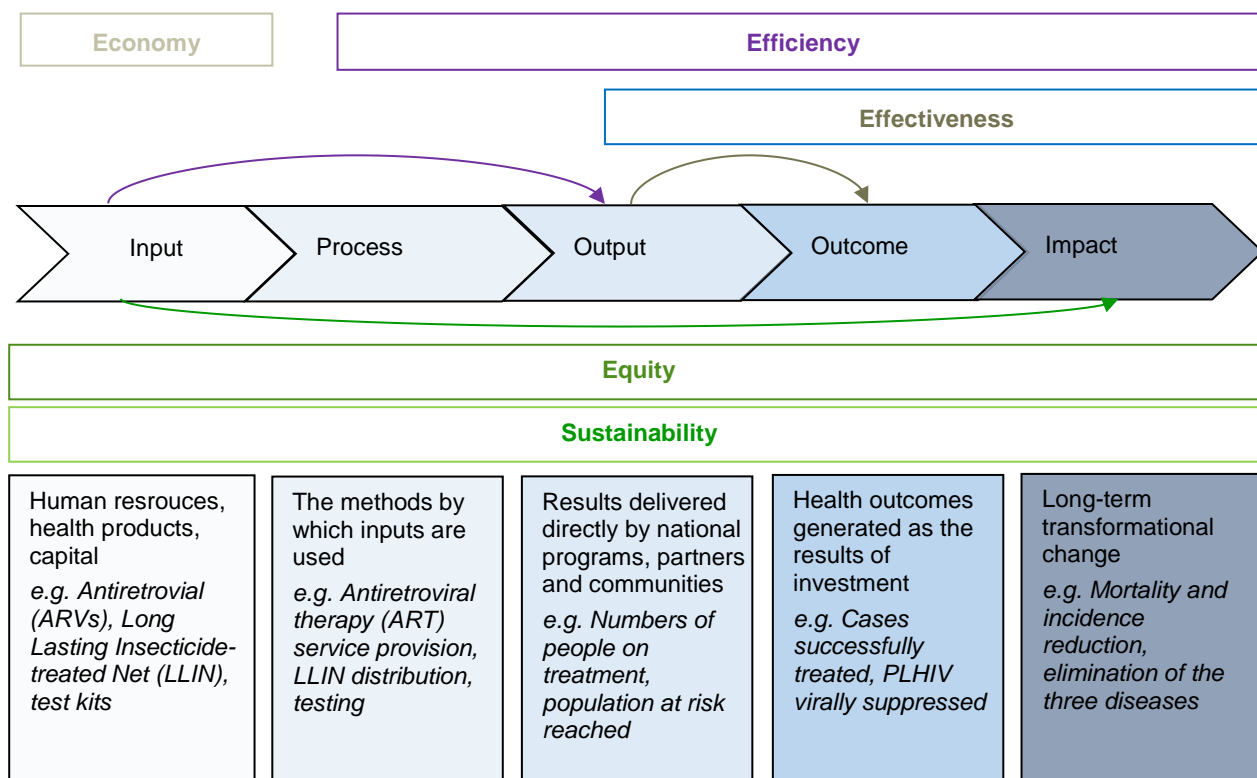 Economy
Efficiency
Effectiveness
Input
Process
Output
Outcome
Impact
Equity
Sustainability
Human resrouces,
health products,
capital
e.g. Antiretrovial
(ARVs), Long
Lasting Insecticide-
treated Net (LLIN),
test kits
The methods by
which inputs are
used
e.g. Antiretroviral
therapy (ART)
service provision,
LLIN distribution,
testing
Results delivered
directly by national
programs, partners
and communities
e.g. Numbers of
people on
treatment,
population at risk
reached
Health outcomes
generated as the
results of
investment
e.g. Cases
successfully
treated, PLHIV
virally suppressed
Long-term
transformational
change
e.g. Mortality and
incidence
reduction,
elimination of the
three diseases